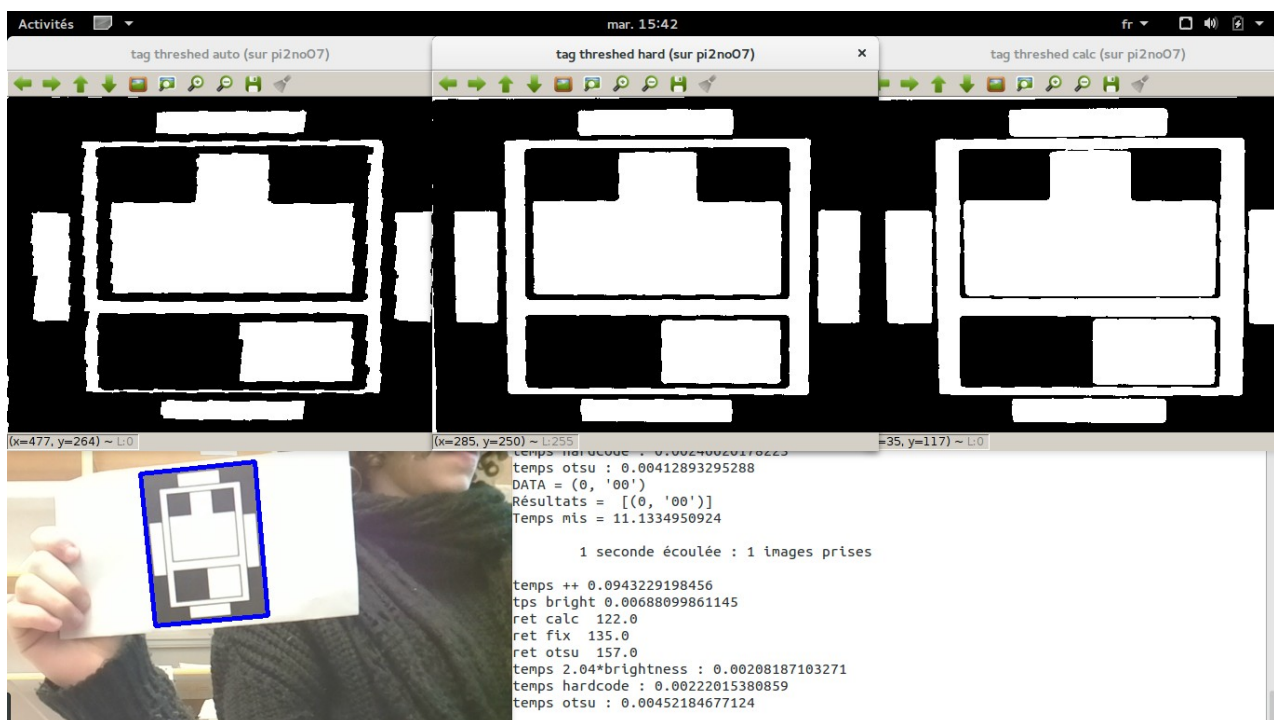 Activités
mar. 15:42
fr
tag threshed auto (sur pi2no07)
tag threshed hard (sur pi2no07)
tag threshed calc (sur pi2no07)
(x=477, y=264) ~ L:0
(x=285, y=250) ~ L:255
=35, y=117) ~ L:0
temps hardcode : 0.00246020178223
temps otsu : 0.00412893295288
DATA = (0, '00')
Résultats =  [(0, '00')]
Temps mis = 11.1334950924
1 seconde écoulée : 1 images prises
temps ++ 0.0943229198456
tps bright 0.00688099861145
ret calc  122.0
ret fix  135.0
ret otsu  157.0
temps 2.04*brightness : 0.00208187103271
temps hardcode : 0.00222015380859
temps otsu : 0.00452184677124